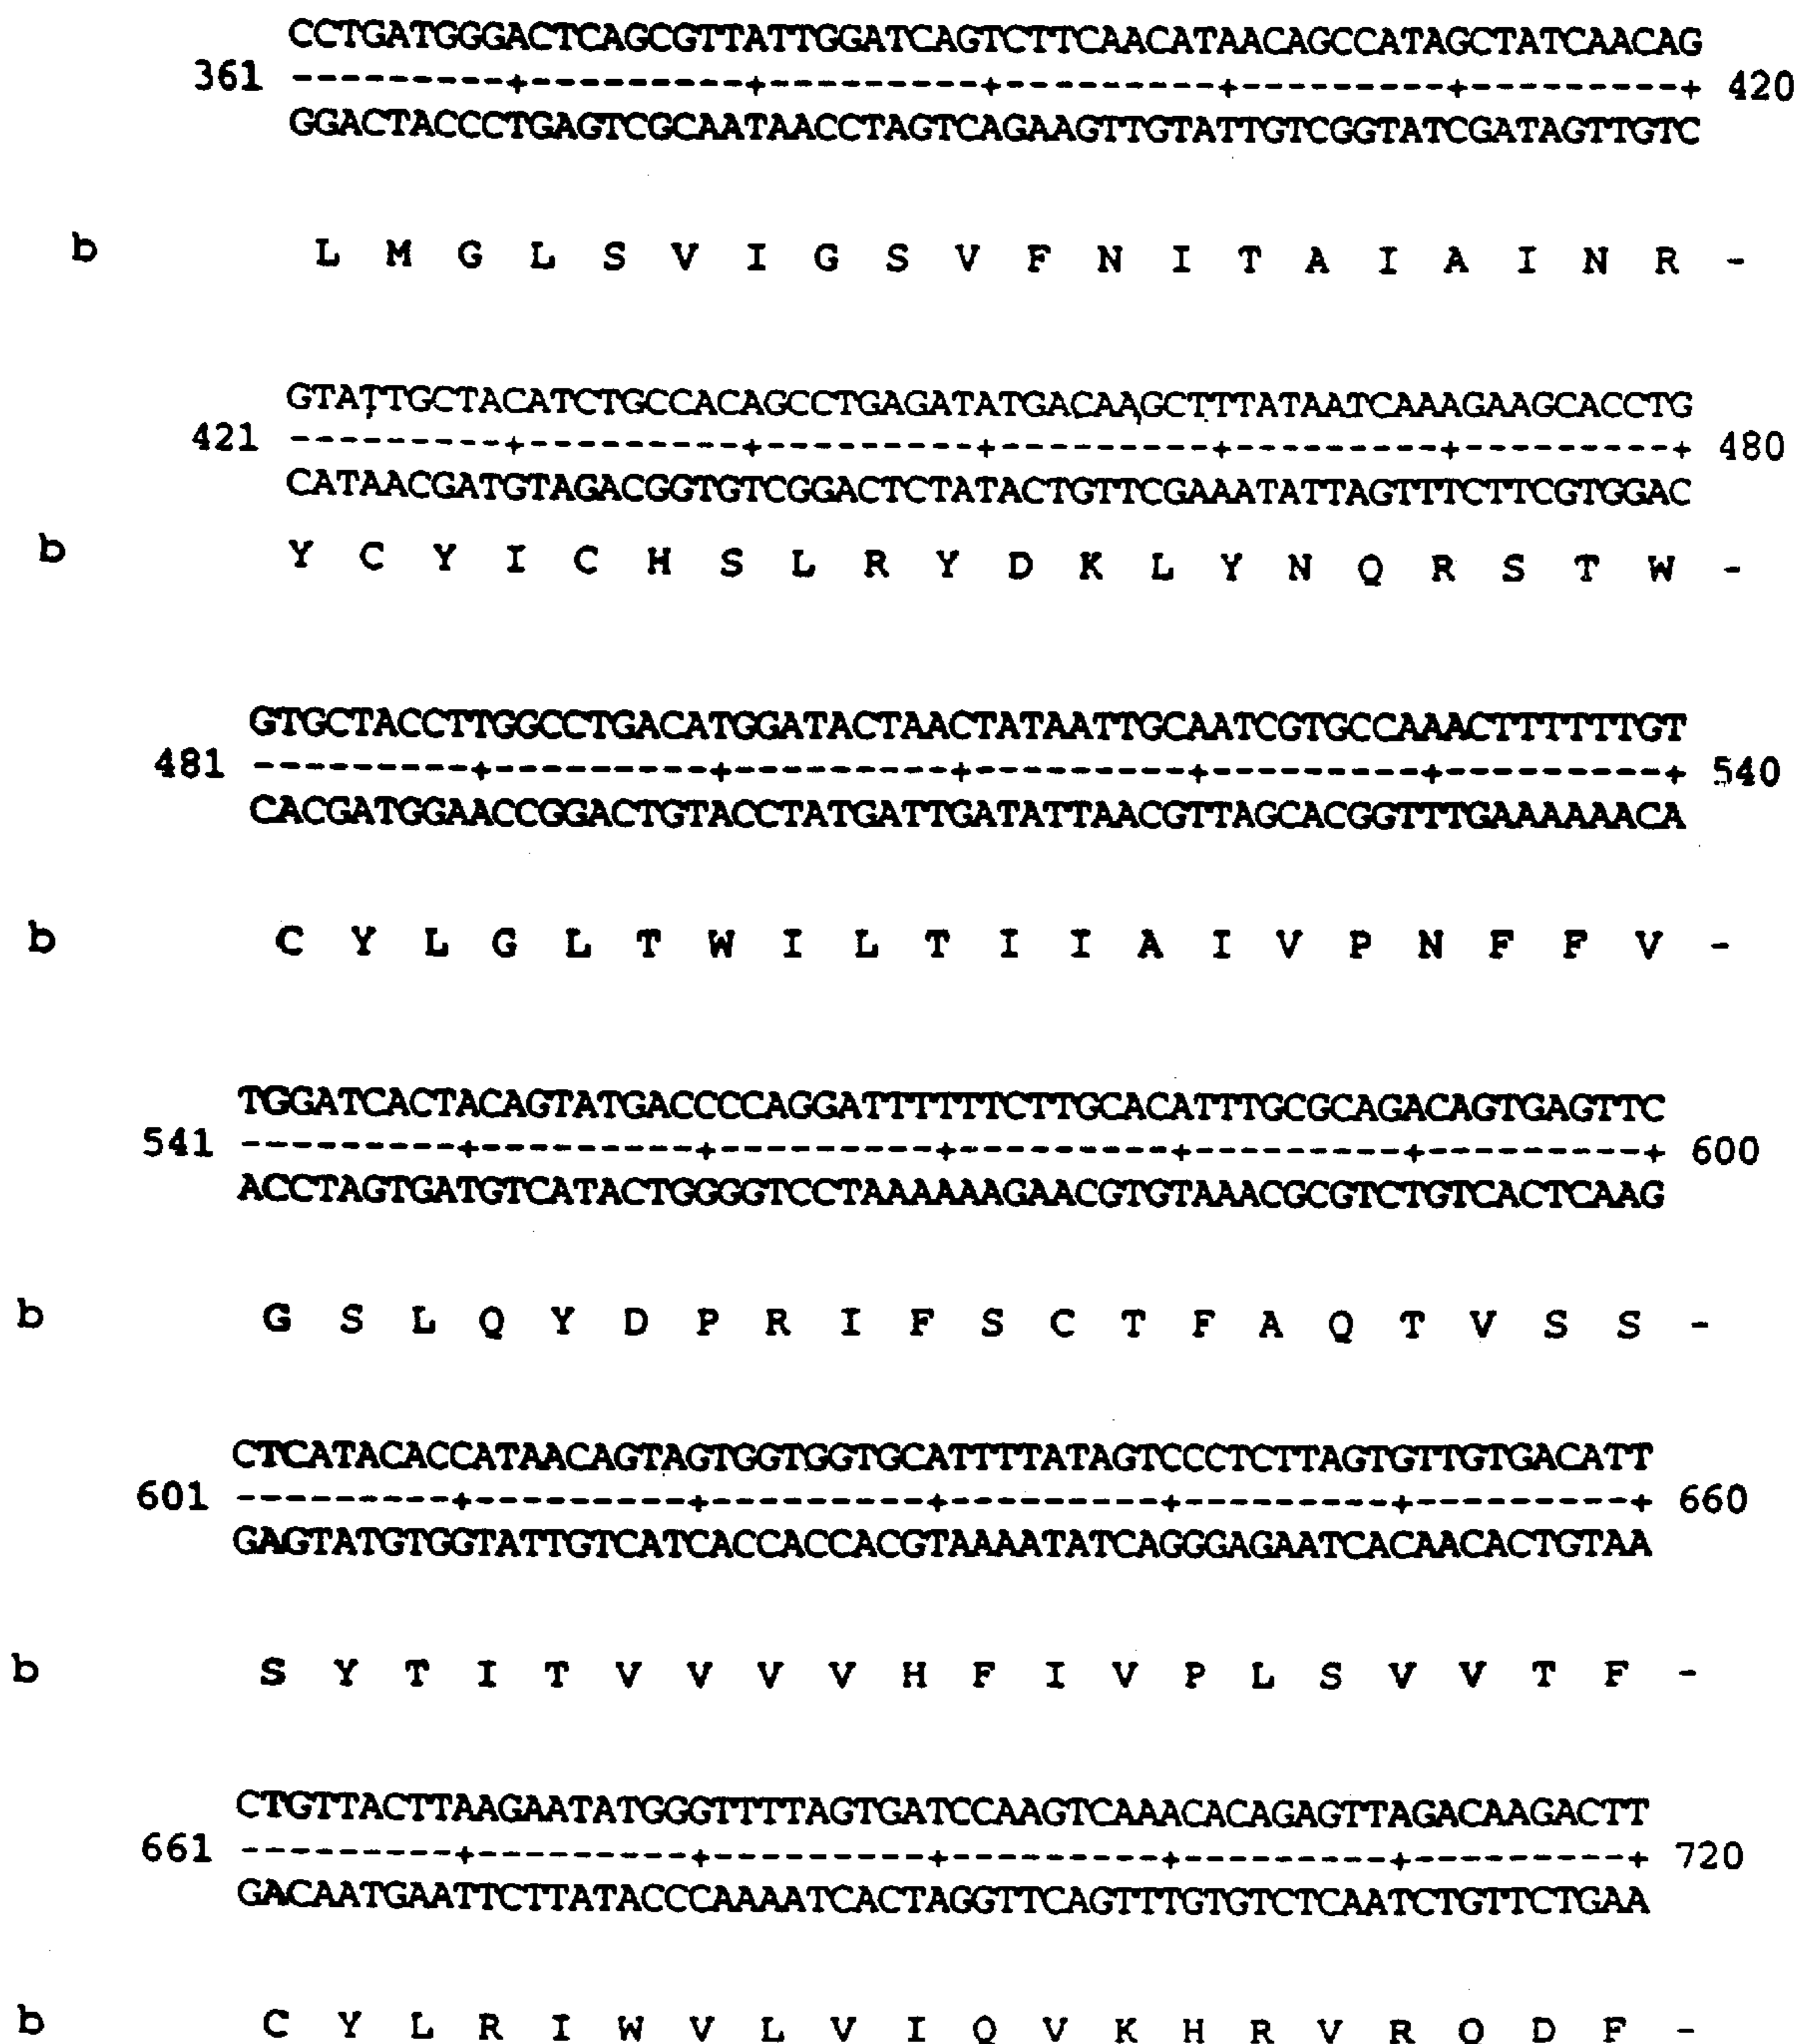 CCTGATGGGACTCAGCGTTATTGGATCAGTCTTCAACATAACAGCCATAGCTATCAACAG
361 ---------+---------+---------+---------+---------+---------+ 420
GGACTACCCTGAGTCGCAATAACCTAGTCAGAAGTTGTATTGTCGGTATCGATAGTTGTC
b L M G L S V I G S V F N I T A I A I N R -
GTATTGCTACATCTGCCACAGCCTGAGATATGACAAGCTTTATAATCAAAGAAGCACCTG
421 ---------+---------+---------+---------+---------+---------+ 480
CATAACGATGTAGACGGTGTCGGACTCTATACTGTTCGAAATATTAGTTTCTTCGTGGAC
b Y C Y I C H S L R Y D K L Y N Q R S T W -
GTGCTACCTTGGCCTGACATGGATACTAACTATAATTGCAATCGTGCCAAACTTTTTTGT
481 ---------+---------+---------+---------+---------+---------+ 540
CACGATGGAACCGGACTGTACCTATGATTGATATTAACGTTAGCACGGTTTGAAAAAACA
b C Y L G L T W I L T I I A I V P N F F V -
TGGATCACTACAGTATGACCCCAGGATTTTTTCTTGCACATTTGCGCAGACAGTGAGTTC
541 ---------+---------+---------+---------+---------+---------+ 600
ACCTAGTGATGTCATACTGGGGTCCTAAAAAAGAACGTGTAAACGCGTCTGTCACTCAAG
b G S L Q Y D P R I F S C T F A Q T V S S -
CTCATACACCATAACAGTAGTGGTGGTGCATTTTATAGTCCCTCTTAGTGTTGTGACATT
601 ---------+---------+---------+---------+---------+---------+ 660
GAGTATGTGGTATTGTCATCACCACCACGTAAAATATCAGGGAGAATCACAACACTGTAA
b S Y T I T V V V V H F I V P L S V V T F -
CTGTTACTTAAGAATATGGGTTTTAGTGATCCAAGTCAAACACAGAGTTAGACAAGACTT
661 ---------+---------+---------+---------+---------+---------+ 720
GACAATGAATTCTTATACCCAAAATCACTAGGTTCAGTTTGTGTCTCAATCTGTTCTGAA
b C Y L R I W V L V I Q V K H R V R Q D F -